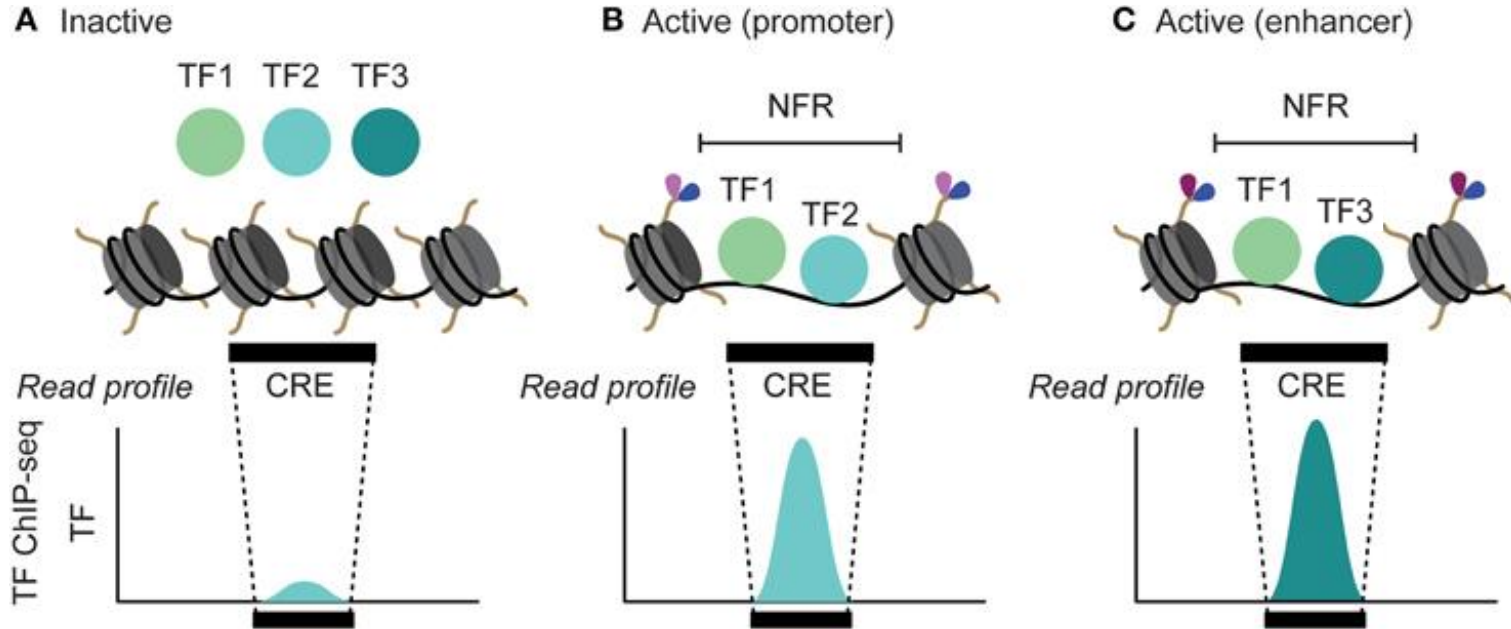 A Inactive
TF1 TF2 TF3
Read profile
CRE
TF ChIP-seq
TF
B Active (promoter)
NFR
TF1
TF2
Read profile
CRE
C Active (enhancer)
NFR
TF1
TF3
Read profile
CRE